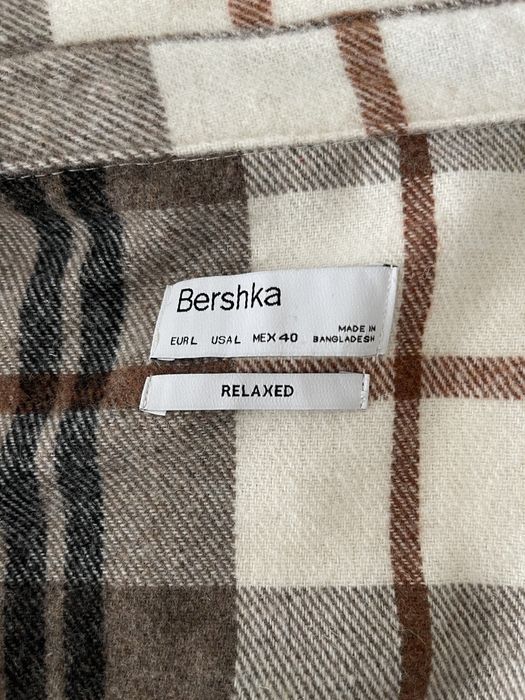 Bershka
EUR L USA L MEX 40 MADE IN BANGLADESH
RELAXED